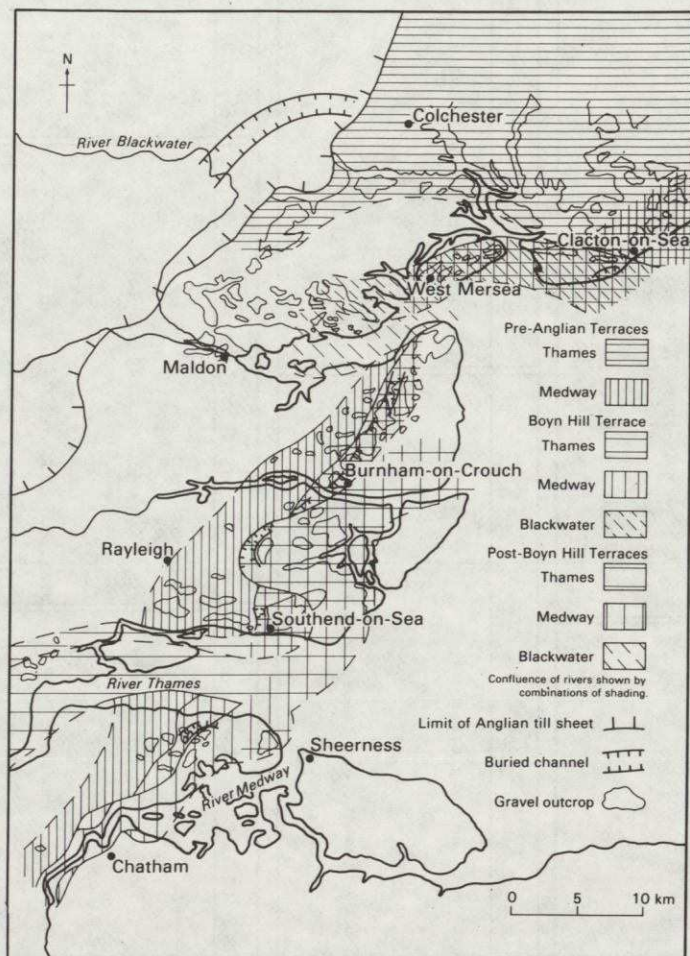 N
River Blackwater
Colchester
Clacton-on-Sea
West Mersea
Maldon
Burnham-on-Crouch
Rayleigh
Southend-on-Sea
River Thames
Sheerness
River Medway
Chatham
Pre-Anglian Terraces
Thames
Medway
Boyn Hill Terrace
Thames
Medway
Blackwater
Post-Boyn Hill Terraces
Thames
Medway
Blackwater
Confluence of rivers shown by
combinations of shading.
Limit of Anglian till sheet
Buried channel
Gravel outcrop
0 5 10 km